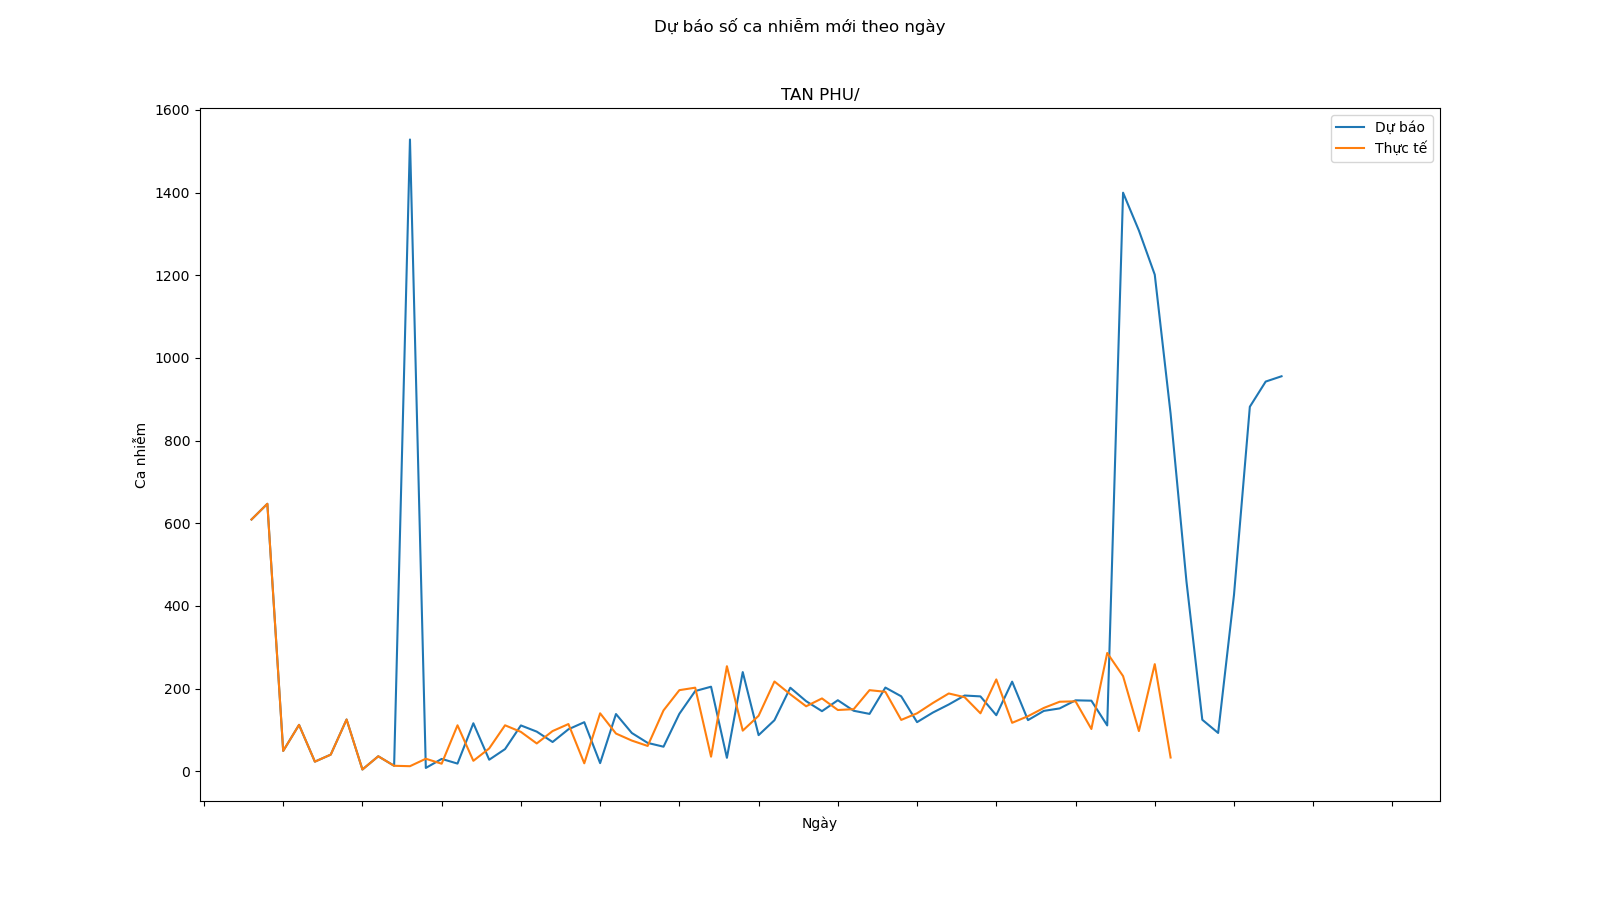 Dự báo số ca nhiễm mới theo ngày
TAN PHU/
1600
1400
1200
1000
800
600
400
200
0
Ca nhiễm
Dự báo
Thực tế
Ngày